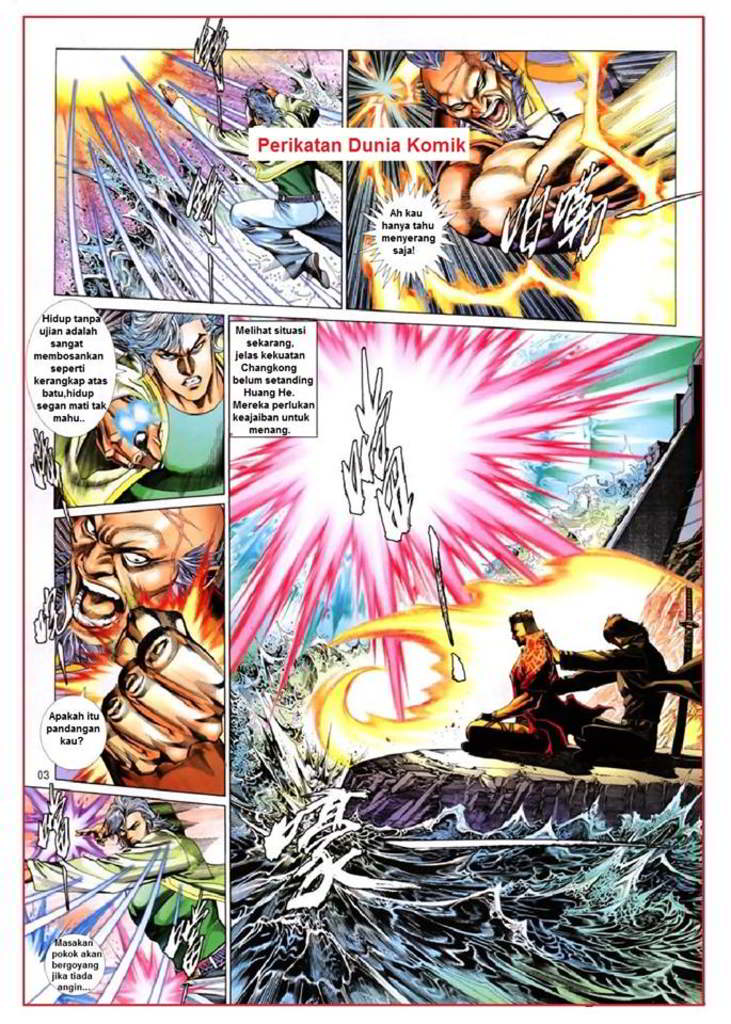 Perikatan Dunia Komik
Ah kau
hanya tahu
menyerang
saja!
Hidup tanpa
ujian adalah
sangat
membosankan
seperti
kerangkap atas
batu,hidup
segan mati tak
mahu..
Melihat situasi
sekarang,
jelas kekuatan
Changkong
belum setanding
Huang He.
Mereka perlukan
keajaiban untuk
menang.
Apakah itu
pandangan
kau?
03
Masakan
pokok akan
bergoyang
jika tiada
angin...